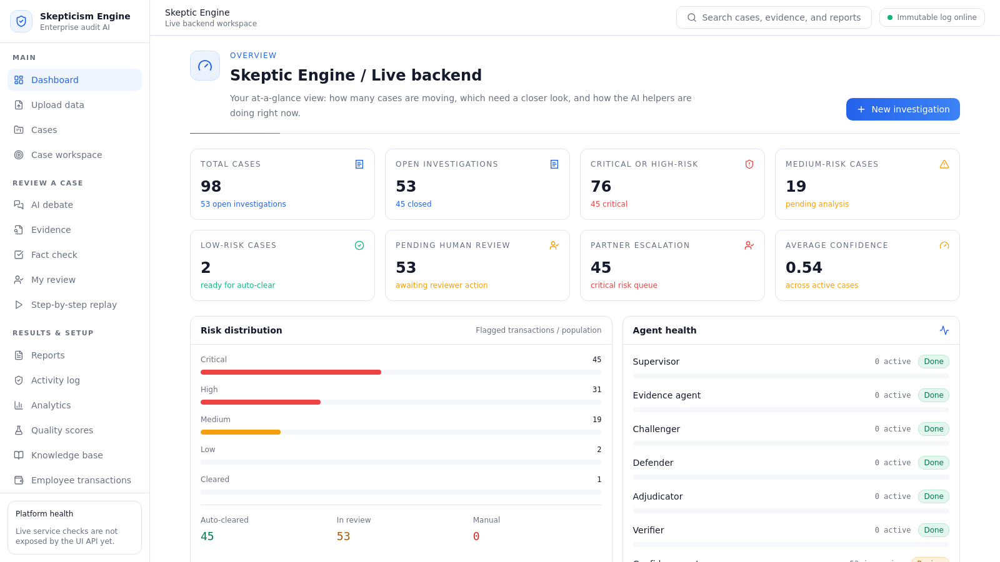 Skepticism Engine
Enterprise audit AI
MAIN
Dashboard
Upload data
Cases
Case workspace
REVIEW A CASE
AI debate
Evidence
Fact check
My review
Step-by-step replay
RESULTS & SETUP
Reports
Activity log
Analytics
Quality scores
Knowledge base
Employee transactions
Platform health
Live service checks are not
exposed by the UI API yet.
Skeptic Engine
Live backend workspace
Search cases, evidence, and reports
Immutable log online
OVERVIEW
Skeptic Engine / Live backend
Your at-a-glance view: how many cases are moving, which need a closer look, and how the AI helpers are
doing right now.
New investigation
TOTAL CASES
98
53 open investigations
OPEN INVESTIGATIONS
53
45 closed
CRITICAL OR HIGH-RISK
76
45 critical
MEDIUM-RISK CASES
19
pending analysis
LOW-RISK CASES
2
ready for auto-clear
PENDING HUMAN REVIEW
53
awaiting reviewer action
PARTNER ESCALATION
45
critical risk queue
AVERAGE CONFIDENCE
0.54
across active cases
Risk distribution
Flagged transactions / population
Critical 45
High 31
Medium 19
Low 2
Cleared 1
Auto-cleared
45
In review
53
Manual
0
Agent health
Supervisor 0 active Done
Evidence agent 0 active Done
Challenger 0 active Done
Defender 0 active Done
Adjudicator 0 active Done
Verifier 0 active Done